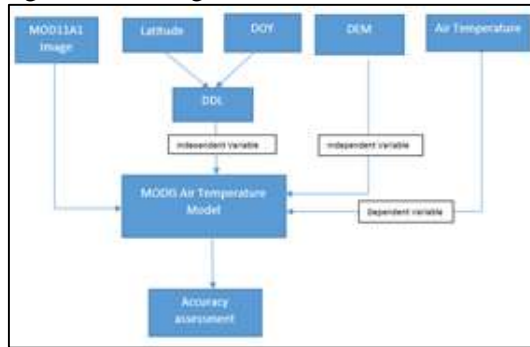 MOD11A1
Image
Latitude
DOY
DEM
Air Temperature
DDL
Independent Variable
Independent Variable
MODIS Air Temperature
Model
Dependent Variable
Accuracy
assessment